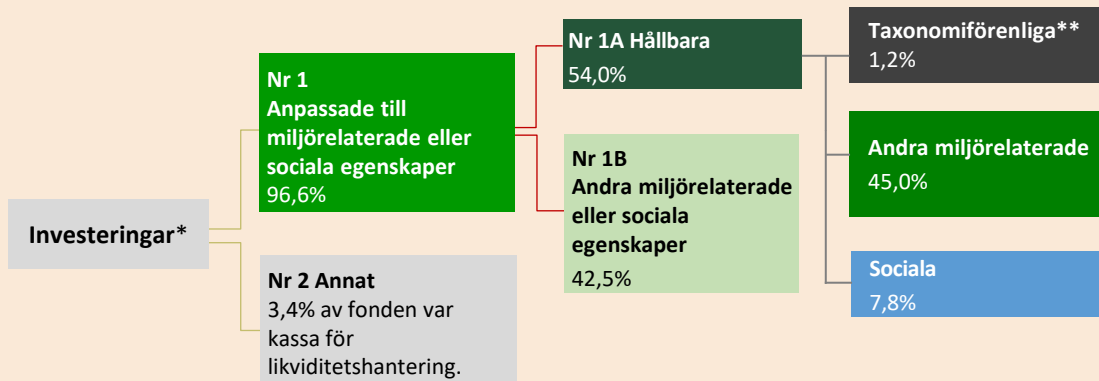 Investeringar*
Nr 1
Anpassade till
miljörelaterade eller
sociala egenskaper
96,6%
Nr 2 Annat
3,4% av fonden var
kassa för
likviditetshantering.
Nr 1A Hållbara
54,0%
Nr 1B
Andra miljörelaterade
eller sociala
egenskaper
42,5%
Taxonomiförenliga**
1,2%
Andra miljörelaterade
45,0%
Sociala
7,8%